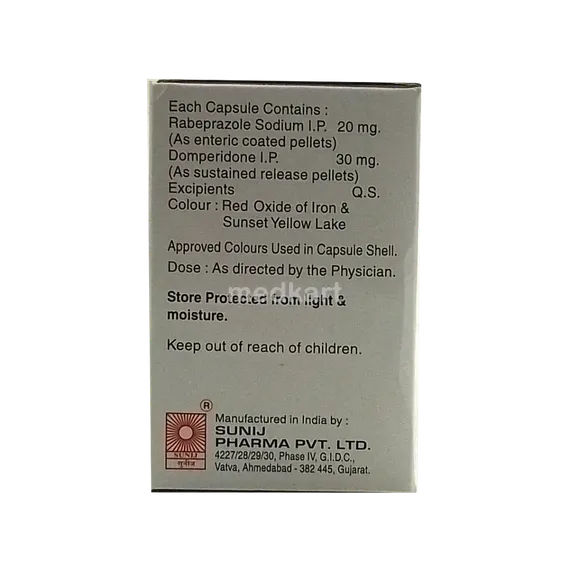 Each Capsule Contains :
Rabeprazole Sodium I.P. 20 mg.
(As enteric coated pellets)
Domperidone I.P. 30 mg.
(As sustained release pellets)
Excipients Q.S.
Colour : Red Oxide of Iron &
Sunset Yellow Lake
Approved Colours Used in Capsule Shell.
Dose : As directed by the Physician.
medkart
Store Protected from light &
moisture.
Keep out of reach of children.
®
SUNIJ
सुनीज
Manufactured in India by :
SUNIJ
PHARMA PVT. LTD.
4227/28/29/30, Phase IV, G.I.D.C.,
Vatva, Ahmedabad - 382 445, Gujarat.